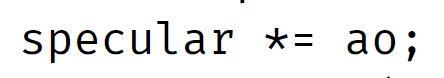 specular *= ao;